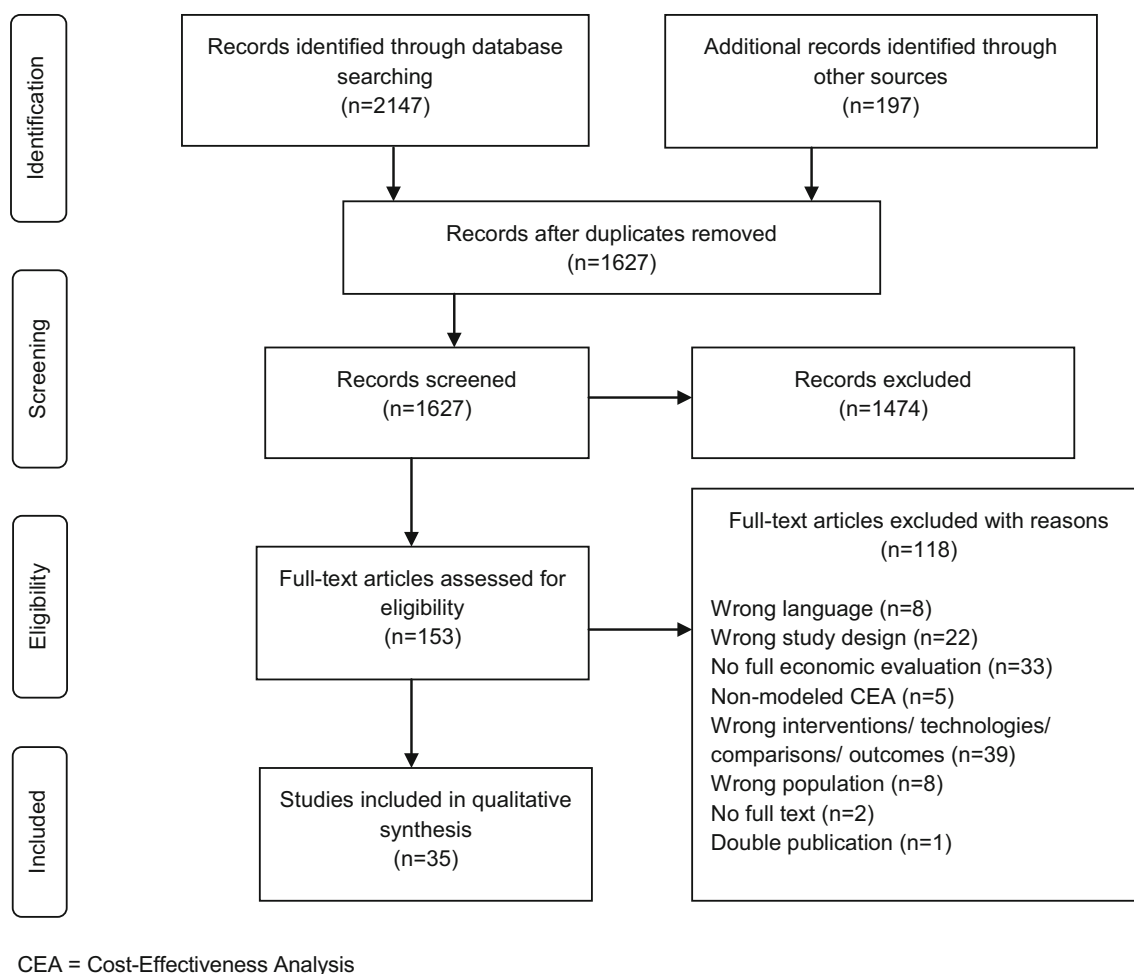 Identification
Records identified through database
searching
(n=2147)
Additional records identified through
other sources
(n=197)
Records after duplicates removed
(n=1627)
Screening
Records screened
(n=1627)
Records excluded
(n=1474)
Eligibility
Full-text articles assessed for
eligibility
(n=153)
Full-text articles excluded with reasons
(n=118)
Wrong language (n=8)
Wrong study design (n=22)
No full economic evaluation (n=33)
Non-modeled CEA (n=5)
Wrong interventions/ technologies/
comparisons/ outcomes (n=39)
Wrong population (n=8)
No full text (n=2)
Double publication (n=1)
Included
Studies included in qualitative
synthesis
(n=35)
CEA = Cost-Effectiveness Analysis